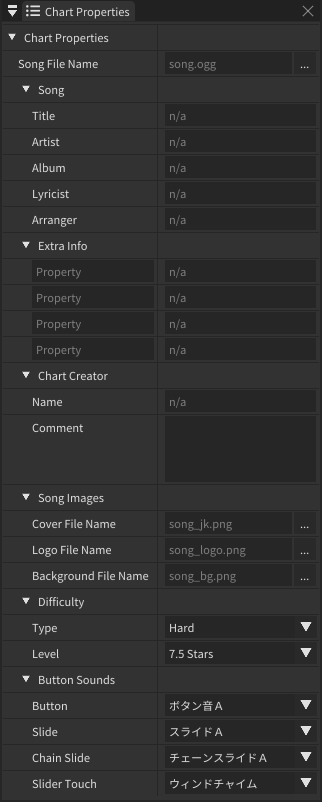 Chart Properties
Chart Properties
Song File Name song.ogg ...
Song
Title n/a
Artist n/a
Album n/a
Lyricist n/a
Arranger n/a
Extra Info
Property n/a
Property n/a
Property n/a
Property n/a
Chart Creator
Name n/a
Comment
Song Images
Cover File Name song_jk.png ...
Logo File Name song_logo.png ...
Background File Name song_bg.png ...
Difficulty
Type Hard
Level 7.5 Stars
Button Sounds
Button ボタン音A
Slide スライドA
Chain Slide チェーンスライドA
Slider Touch ウィンドチャイム